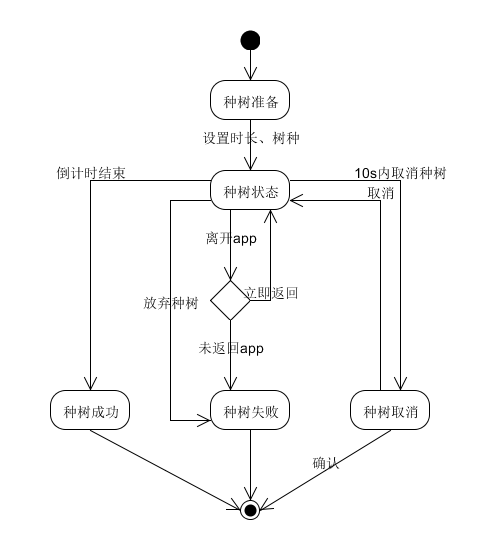 种树准备
设置时长、树种
倒计时结束
10s内取消种树
种树状态
取消
离开app
立即返回
放弃种树
未返回app
种树成功
种树失败
种树取消
确认